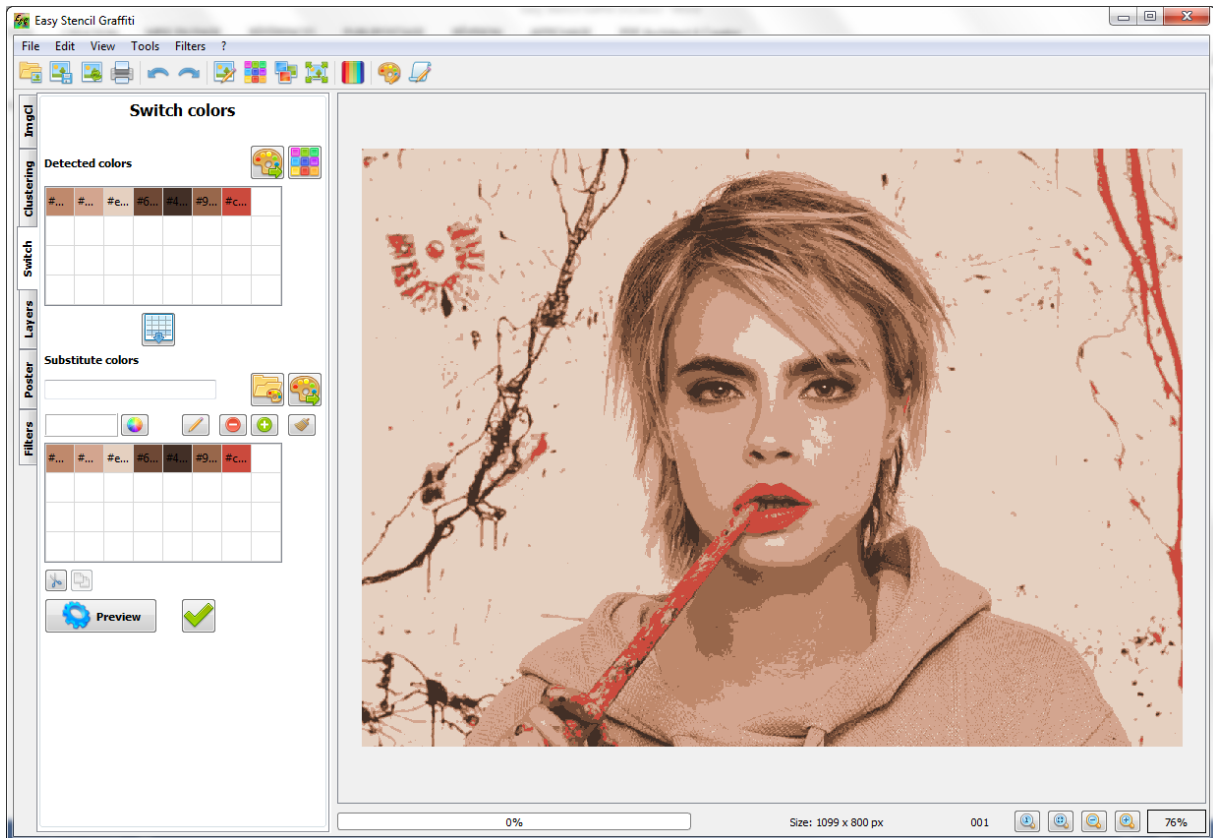 Easy Stencil Graffiti
File Edit View Tools Filters ?
Switch colors
ImgCl
clustering
Switch
Layers
Poster
Filters
Detected colors
#... #... #e... #6... #4... #9... #c...
Substitute colors
#... #... #e... #6... #4... #9... #c...
Preview
0%
Size: 1099 x 800 px
001
76%